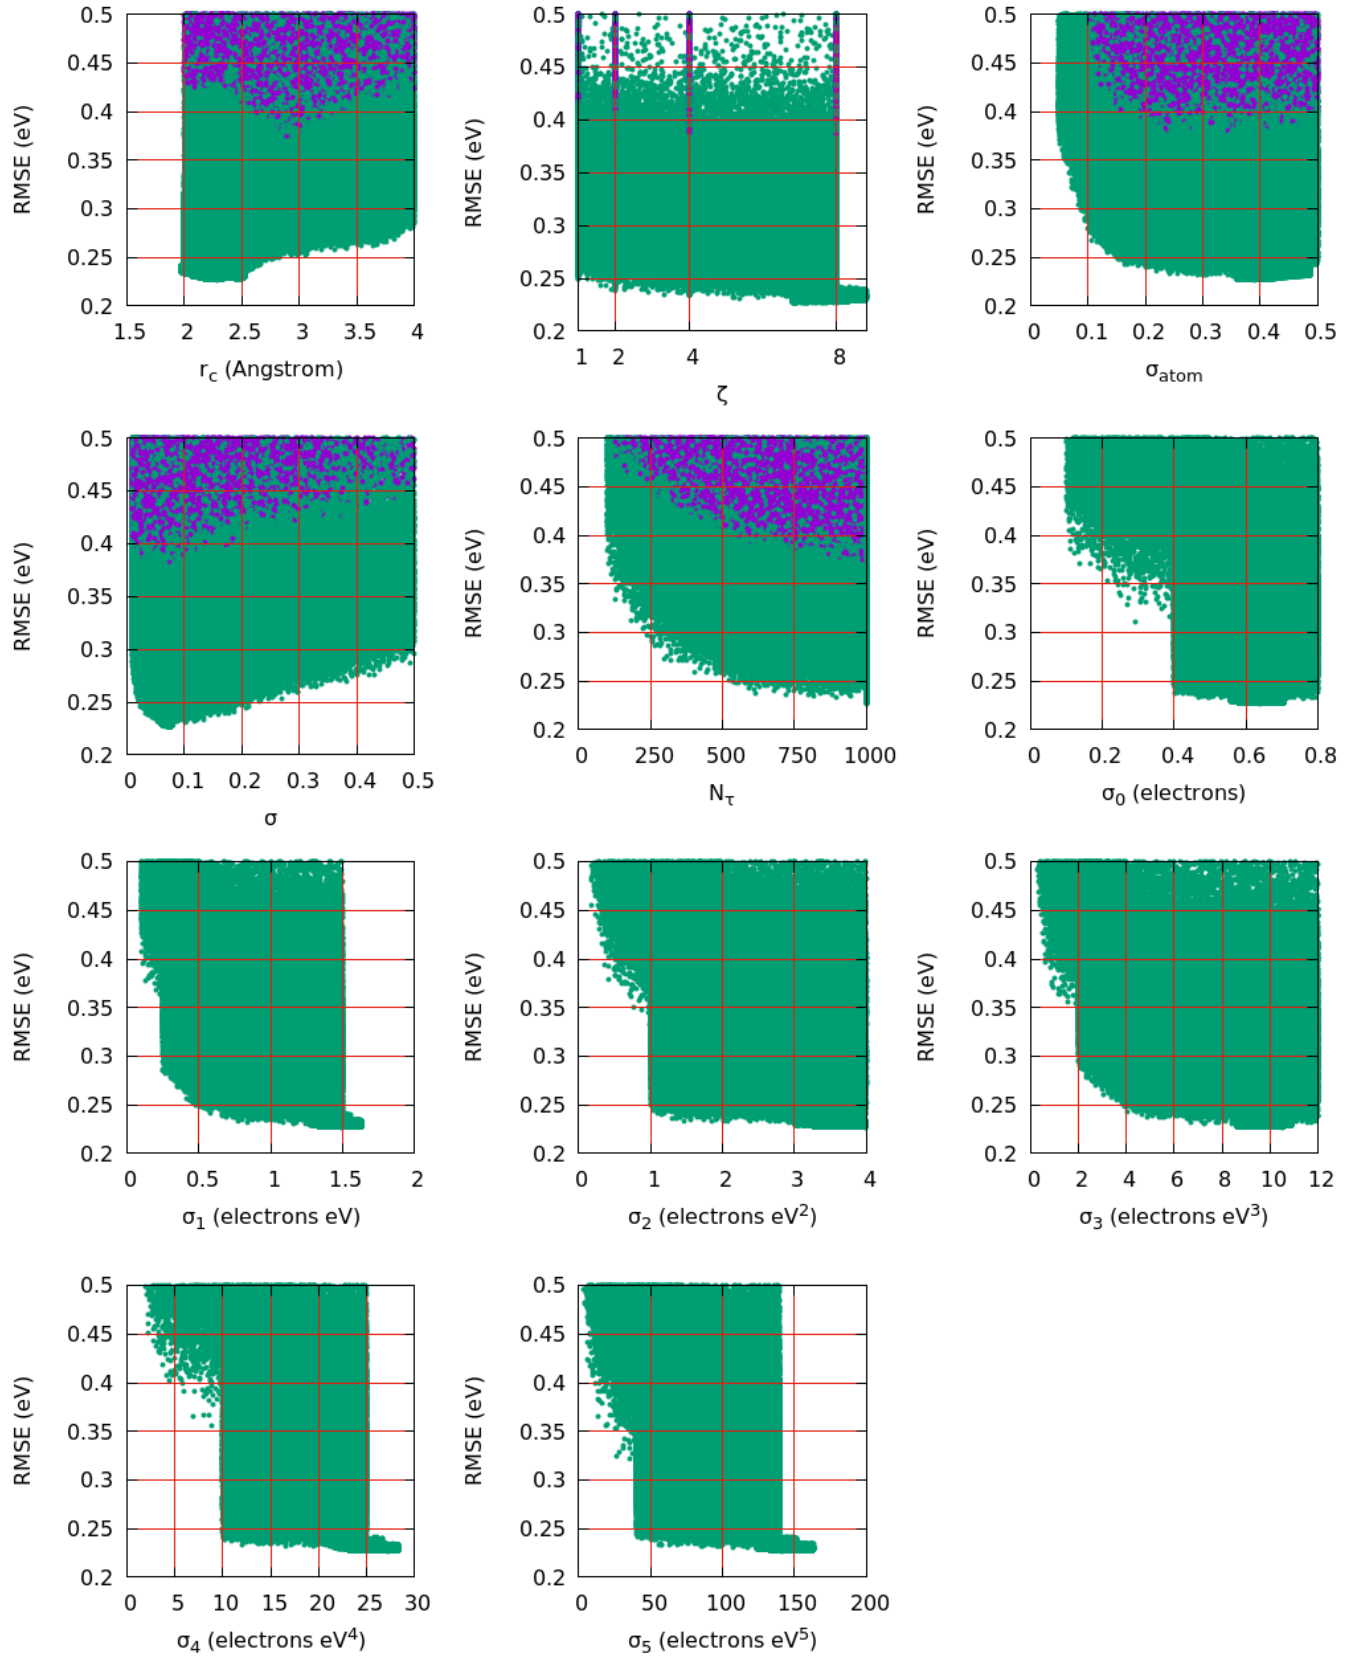 0.5
0.45
0.4
0.35
0.3
0.25
0.2
RMSE (eV)
1.5 2 2.5 3 3.5 4
r_c (Angstrom)
0.5
0.45
0.4
0.35
0.3
0.25
0.2
RMSE (eV)
1 2 4 8
ζ
0.5
0.45
0.4
0.35
0.3
0.25
0.2
RMSE (eV)
0 0.1 0.2 0.3 0.4 0.5
σ_atom
0.5
0.45
0.4
0.35
0.3
0.25
0.2
RMSE (eV)
0 0.1 0.2 0.3 0.4 0.5
σ
0.5
0.45
0.4
0.35
0.3
0.25
0.2
RMSE (eV)
0 250 500 750 1000
N_τ
0.5
0.45
0.4
0.35
0.3
0.25
0.2
RMSE (eV)
0 0.2 0.4 0.6 0.8
σ_0 (electrons)
0.5
0.45
0.4
0.35
0.3
0.25
0.2
RMSE (eV)
0 0.5 1 1.5 2
σ_1 (electrons eV)
0.5
0.45
0.4
0.35
0.3
0.25
0.2
RMSE (eV)
0 1 2 3 4
σ_2 (electrons eV²)
0.5
0.45
0.4
0.35
0.3
0.25
0.2
RMSE (eV)
0 2 4 6 8 10 12
σ_3 (electrons eV³)
0.5
0.45
0.4
0.35
0.3
0.25
0.2
RMSE (eV)
0 5 10 15 20 25 30
σ_4 (electrons eV⁴)
0.5
0.45
0.4
0.35
0.3
0.25
0.2
RMSE (eV)
0 50 100 150 200
σ_5 (electrons eV⁵)